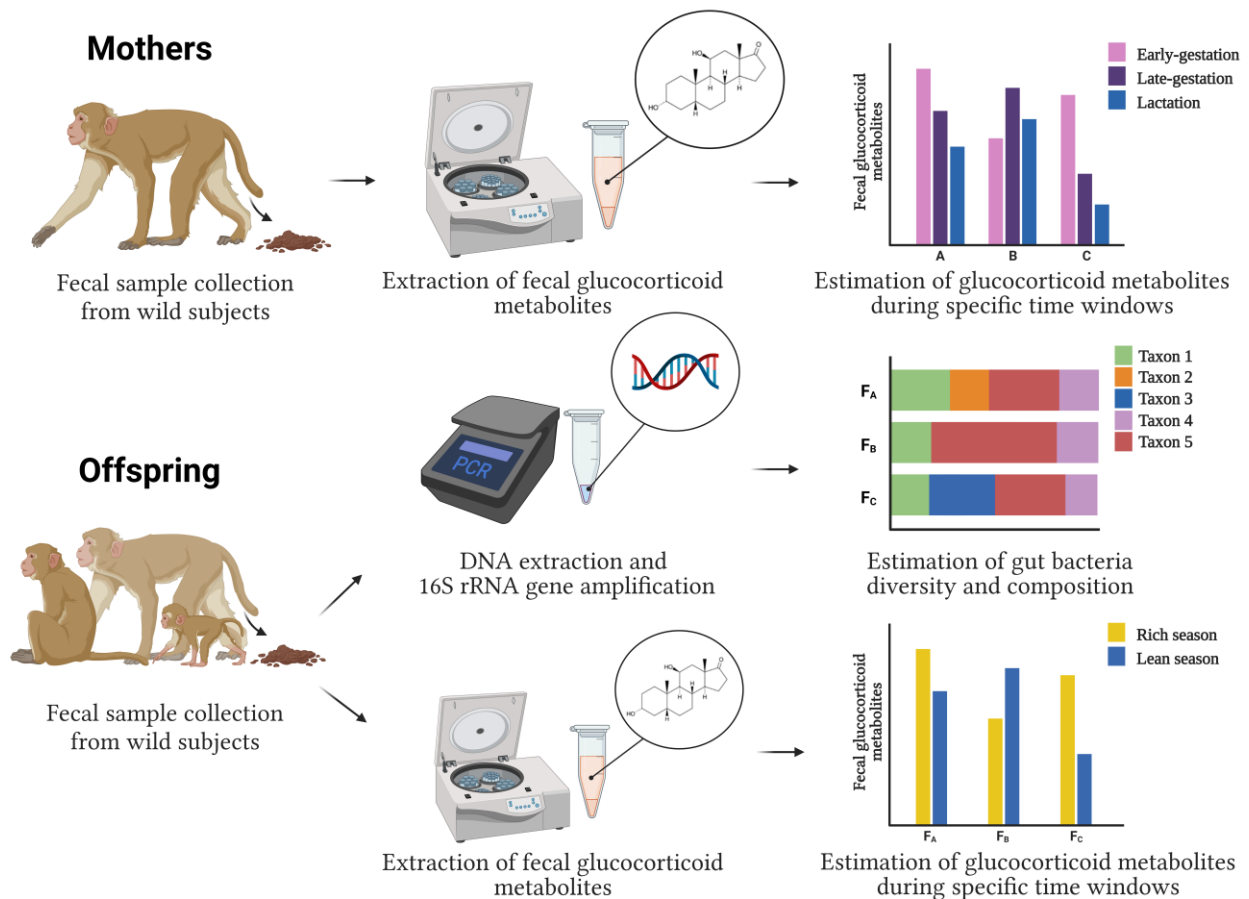 Mothers
Fecal sample collection
from wild subjects
HO
HO
O
H
H
H
H
Extraction of fecal glucocorticoid
metabolites
Fecal glucocorticoid
metabolites
Early-gestation
Late-gestation
Lactation
A
B
C
Estimation of glucocorticoid metabolites
during specific time windows
Offspring
Fecal sample collection
from wild subjects
PCR
DNA extraction and
16S rRNA gene amplification
Taxon 1
Taxon 2
Taxon 3
Taxon 4
Taxon 5
FA
FB
FC
Estimation of gut bacteria
diversity and composition
HO
HO
O
H
H
H
H
Extraction of fecal glucocorticoid
metabolites
Fecal glucocorticoid
metabolites
Rich season
Lean season
FA
FB
FC
Estimation of glucocorticoid metabolites
during specific time windows